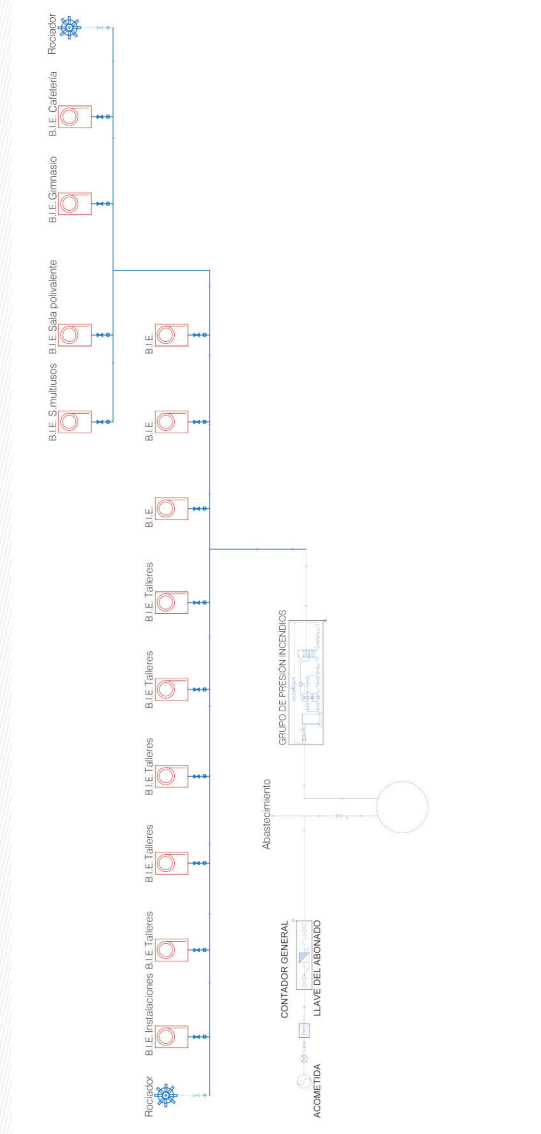 Rociador
B.I.E. Cafetería
B.I.E. Gimnasio
B.I.E. Sala polivalente
B.I.E. S.multiusos
B.I.E.
B.I.E.
B.I.E.
B.I.E. Talleres
B.I.E. Talleres
B.I.E. Talleres
B.I.E. Talleres
B.I.E. Talleres
B.I.E. Instalaciones
Rociador
GRUPO DE PRESIÓN INCENDIOS
Abastecimiento
CONTADOR GENERAL
LLAVE DEL ABONADO
ACOMETIDA